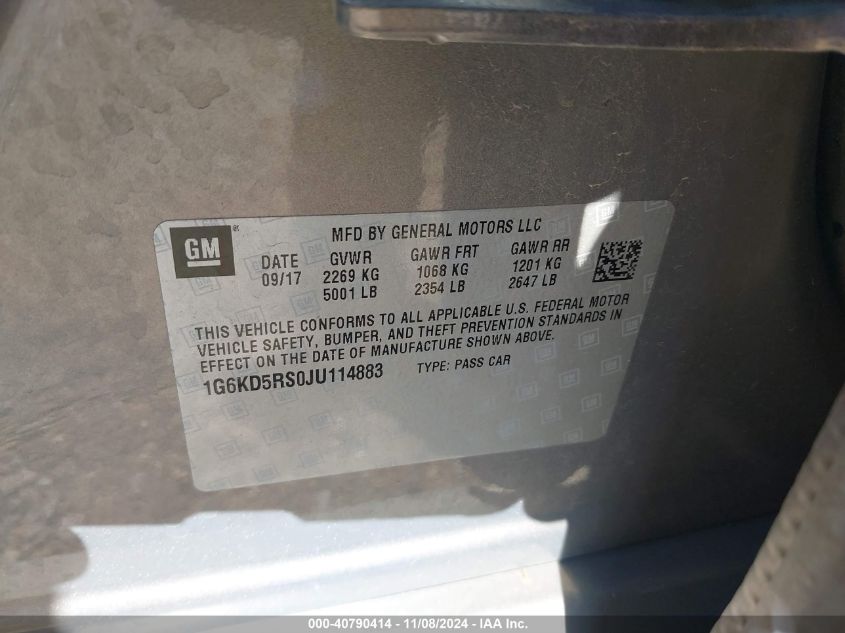 GM
MFD BY GENERAL MOTORS LLC
DATE GVWR GAWR FRT GAWR RR
09/17 2269 KG 1068 KG 1201 KG
5001 LB 2354 LB 2647 LB
THIS VEHICLE CONFORMS TO ALL APPLICABLE U.S. FEDERAL MOTOR
VEHICLE SAFETY, BUMPER, AND THEFT PREVENTION STANDARDS IN
EFFECT ON THE DATE OF MANUFACTURE SHOWN ABOVE.
1G6KD5RS0JU114883 TYPE: PASS CAR
000-40790414 - 11/08/2024 - IAA Inc.